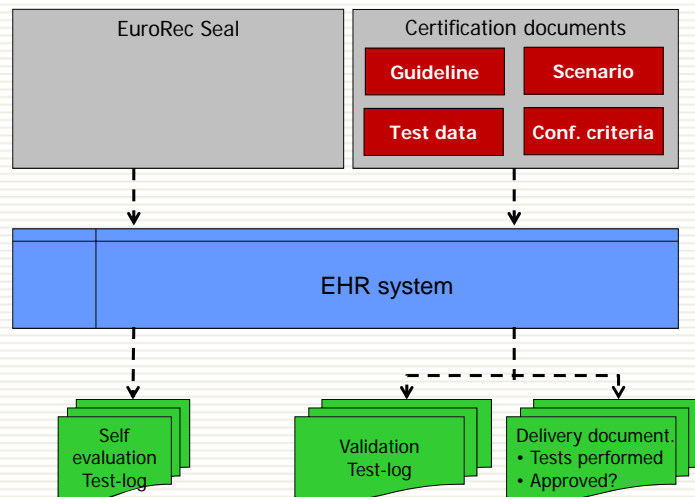 EuroRec Seal
Certification documents
Guideline
Scenario
Test data
Conf. criteria
EHR system
Self
evaluation
Test-log
Validation
Test-log
Delivery document.
• Tests performed
• Approved?